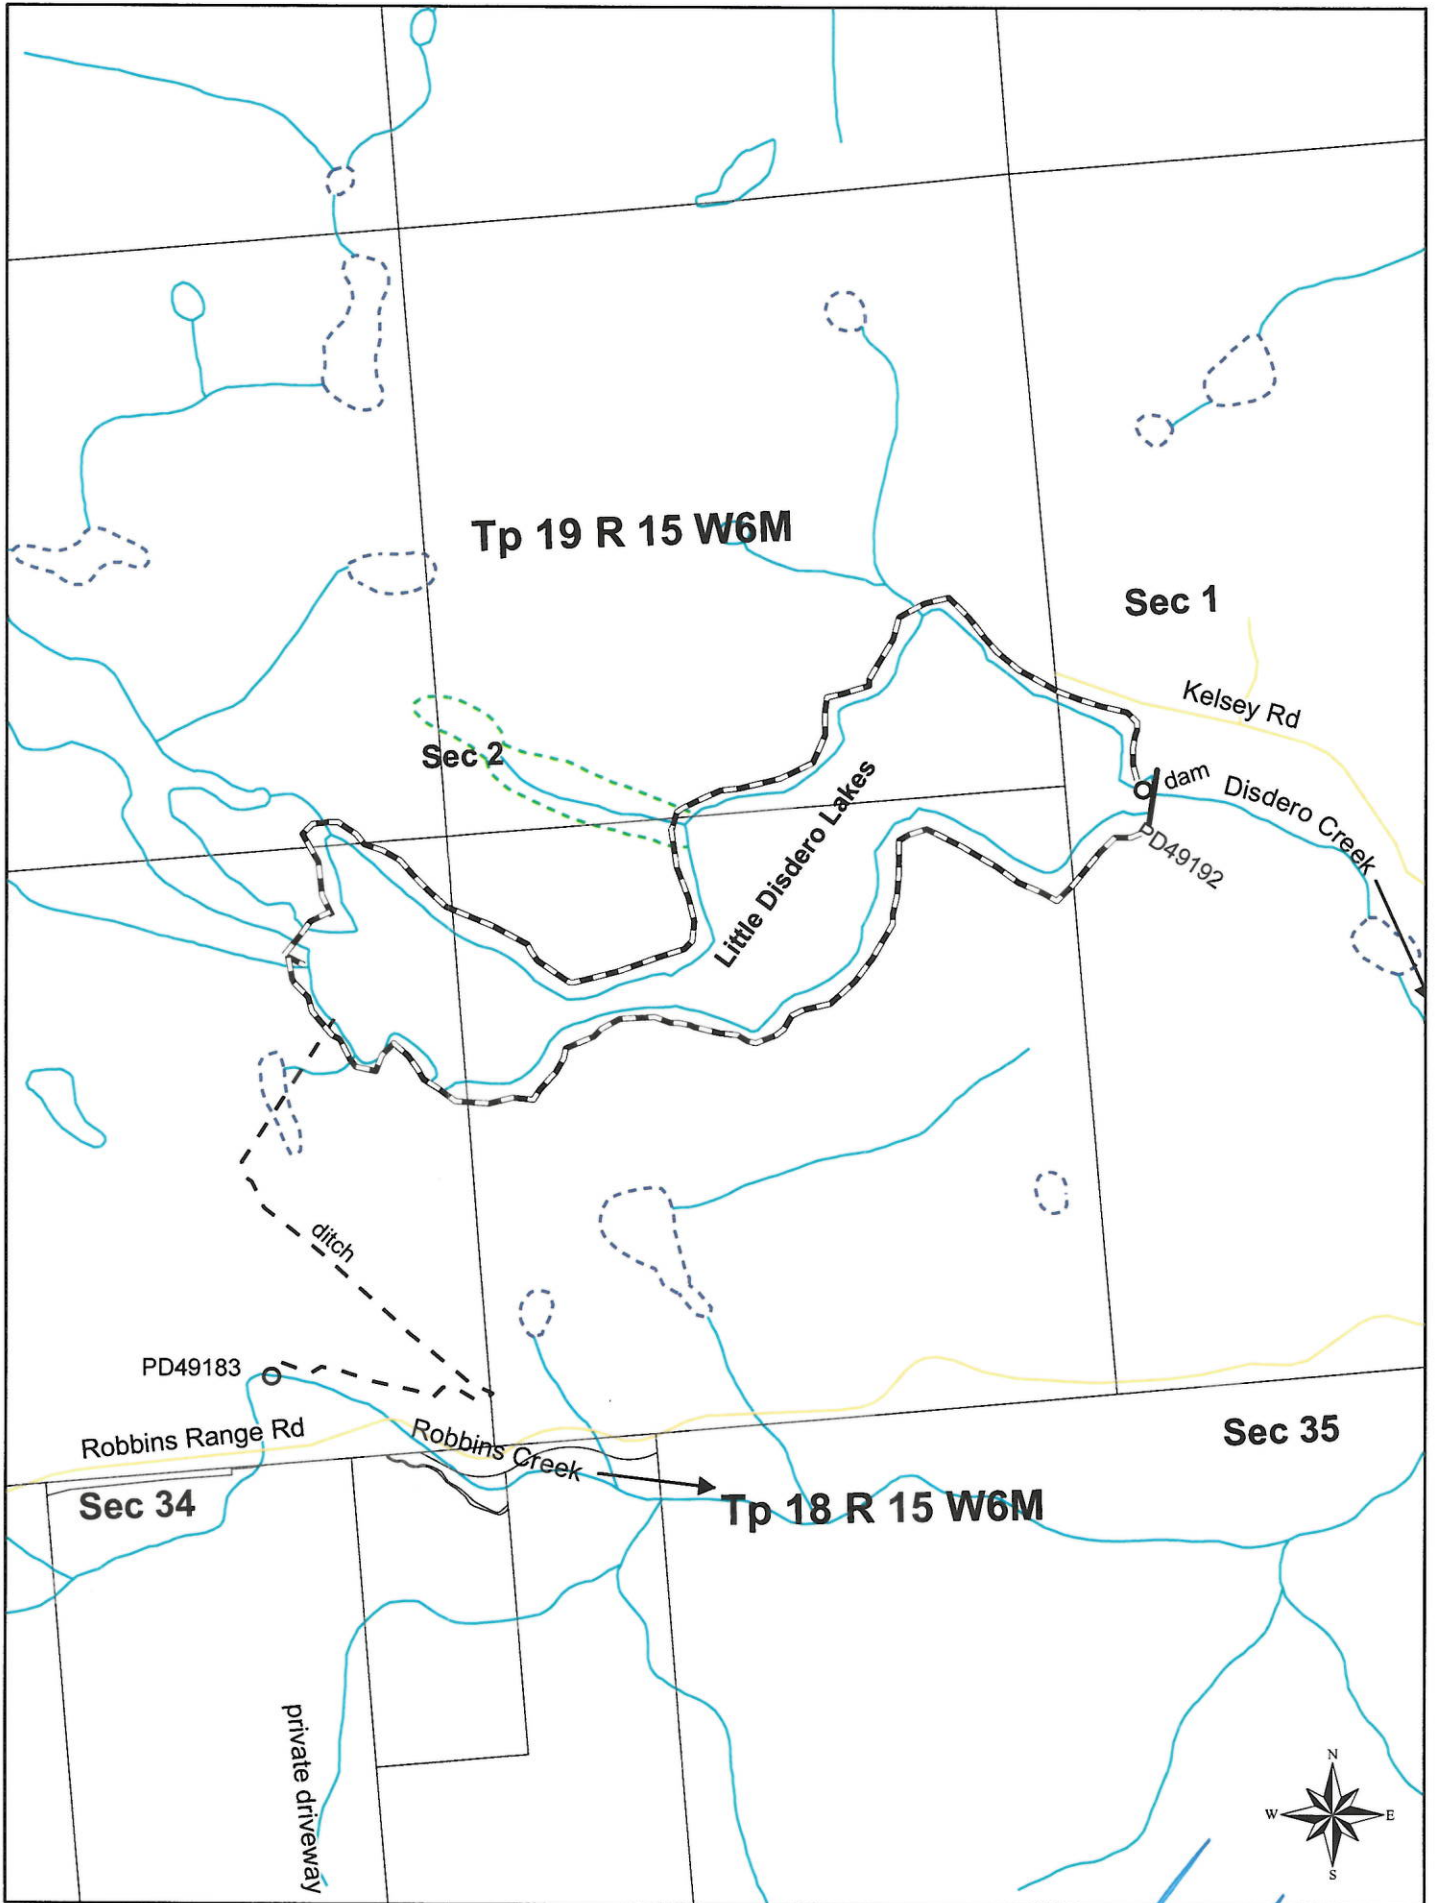 Tp 19 R 15 W6M
Sec 1
Kelsey Rd
Sec 2
dam
Disdero Creek
Little Disdero Lakes
PD49192
ditch
PD49183
Robbins Range Rd
Robbins Creek
Sec 35
Sec 34
Tp 18 R 15 W6M
private driveway
N
W
E
S